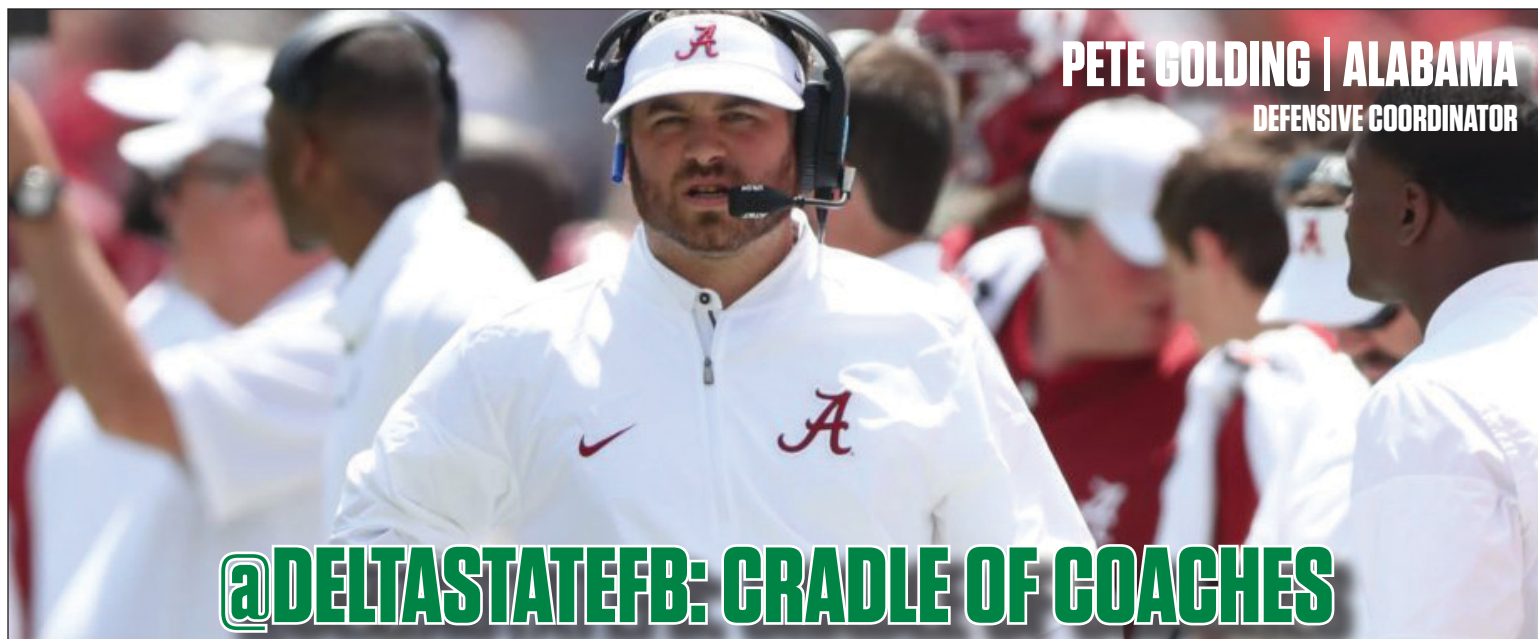 PETE GOLDING | ALABAMA
DEFENSIVE COORDINATOR
@DELTASTATEFB: CRADLE OF COACHES